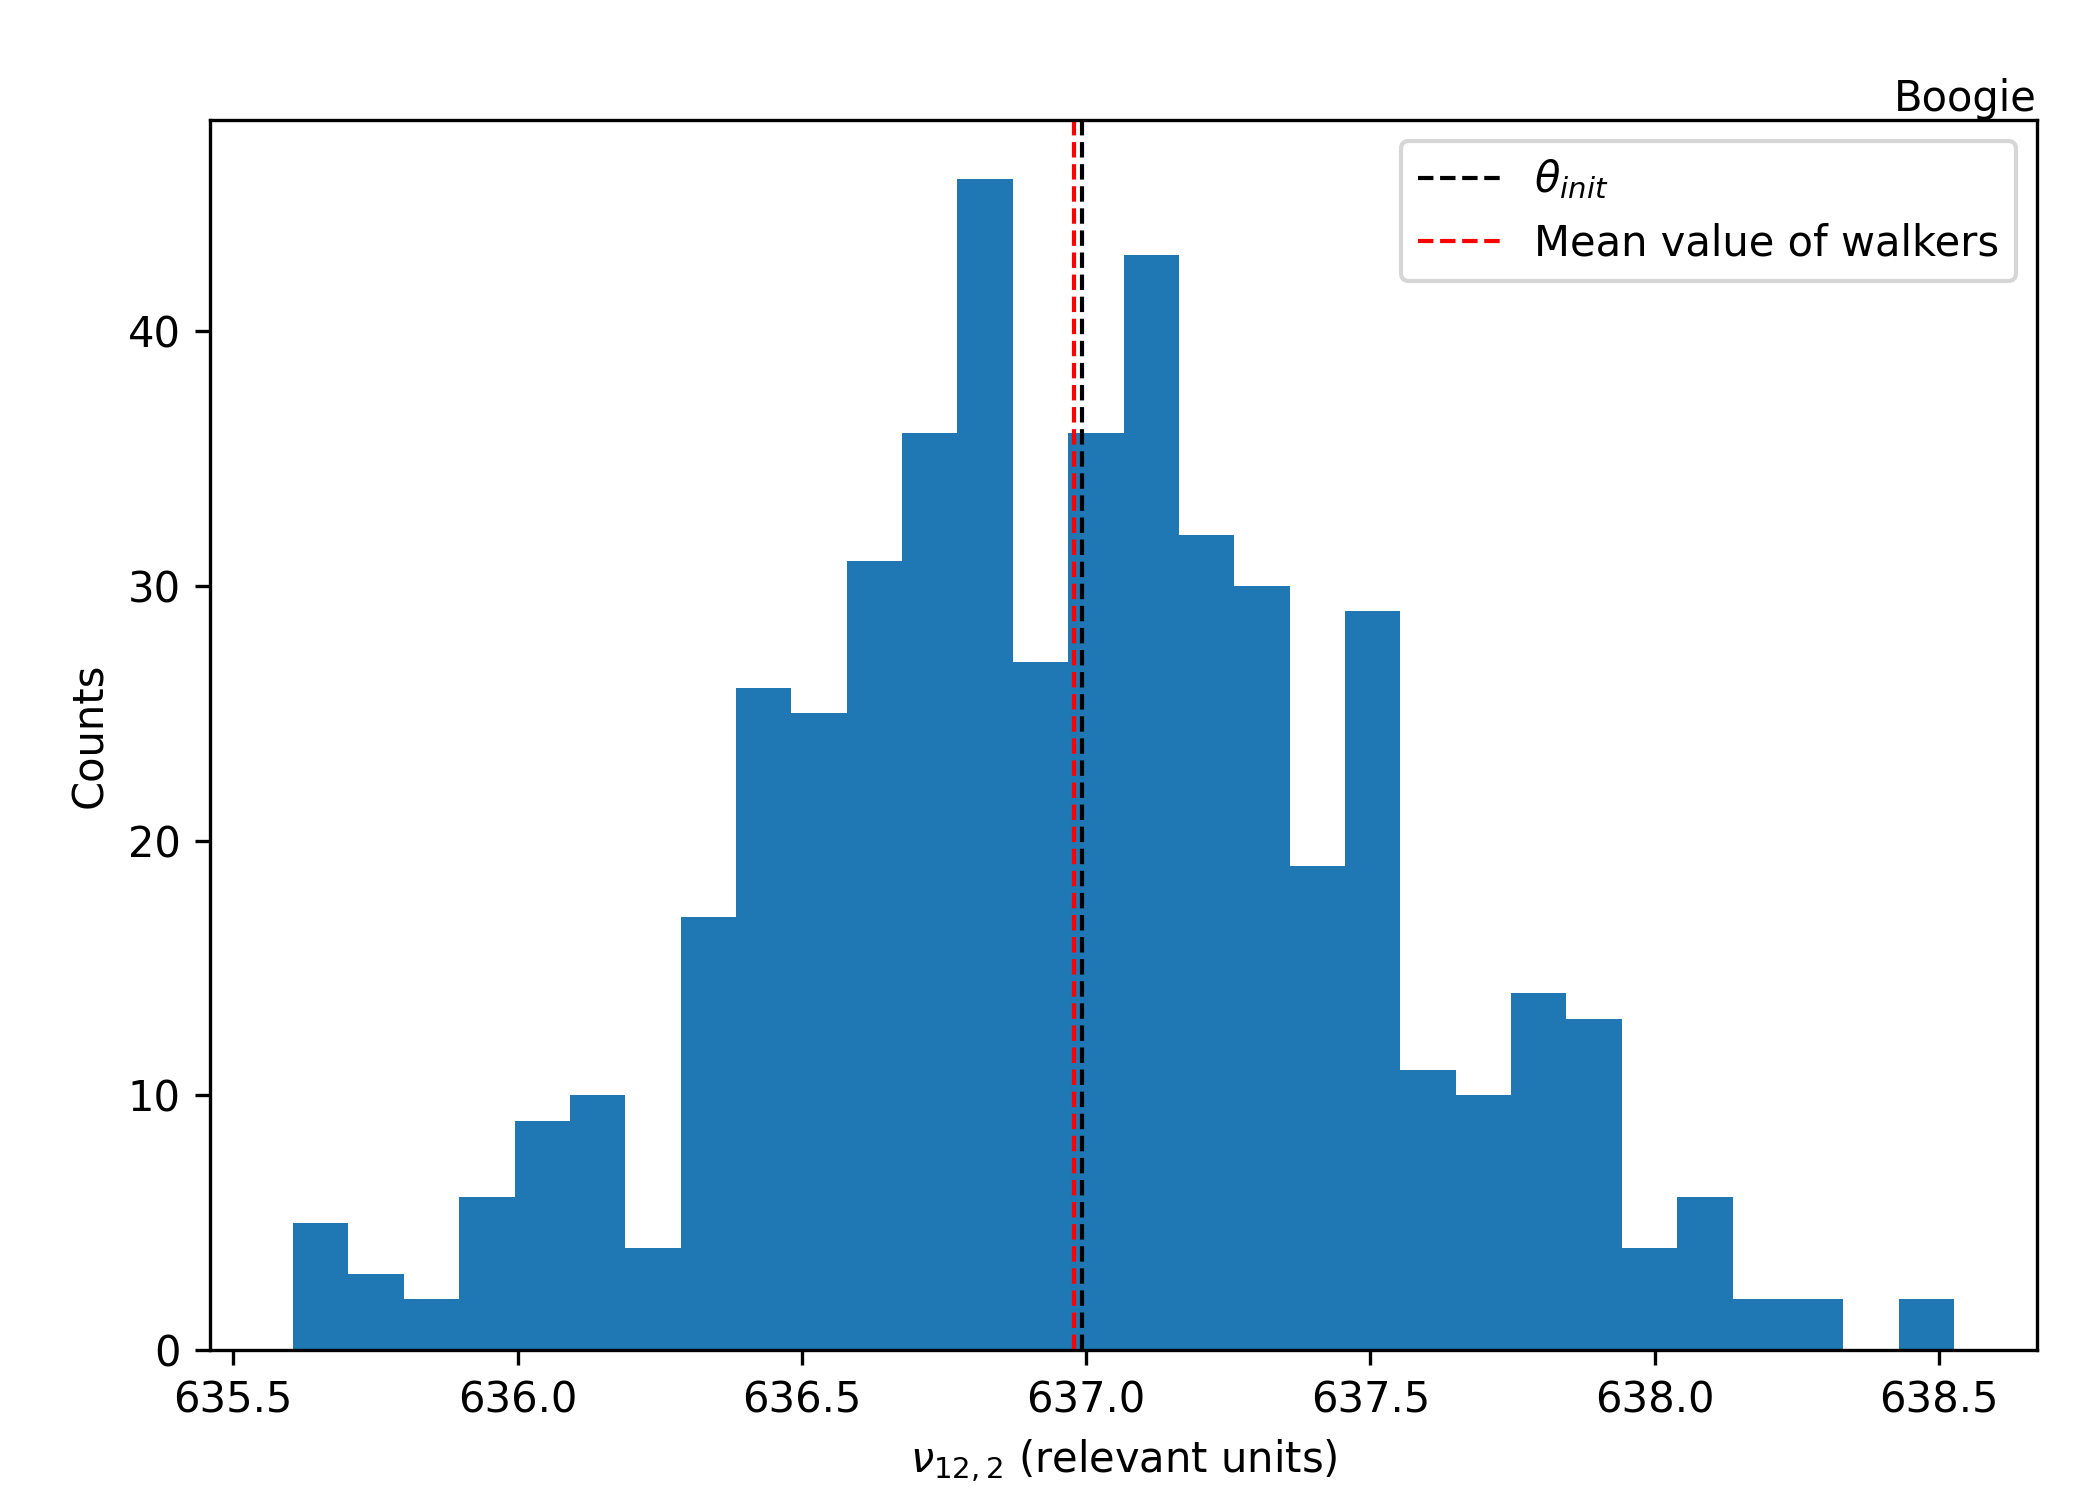 Boogie
θinit
Mean value of walkers
Counts
40
30
20
10
0
635.5 636.0 636.5 637.0 637.5 638.0 638.5
ν12, 2 (relevant units)